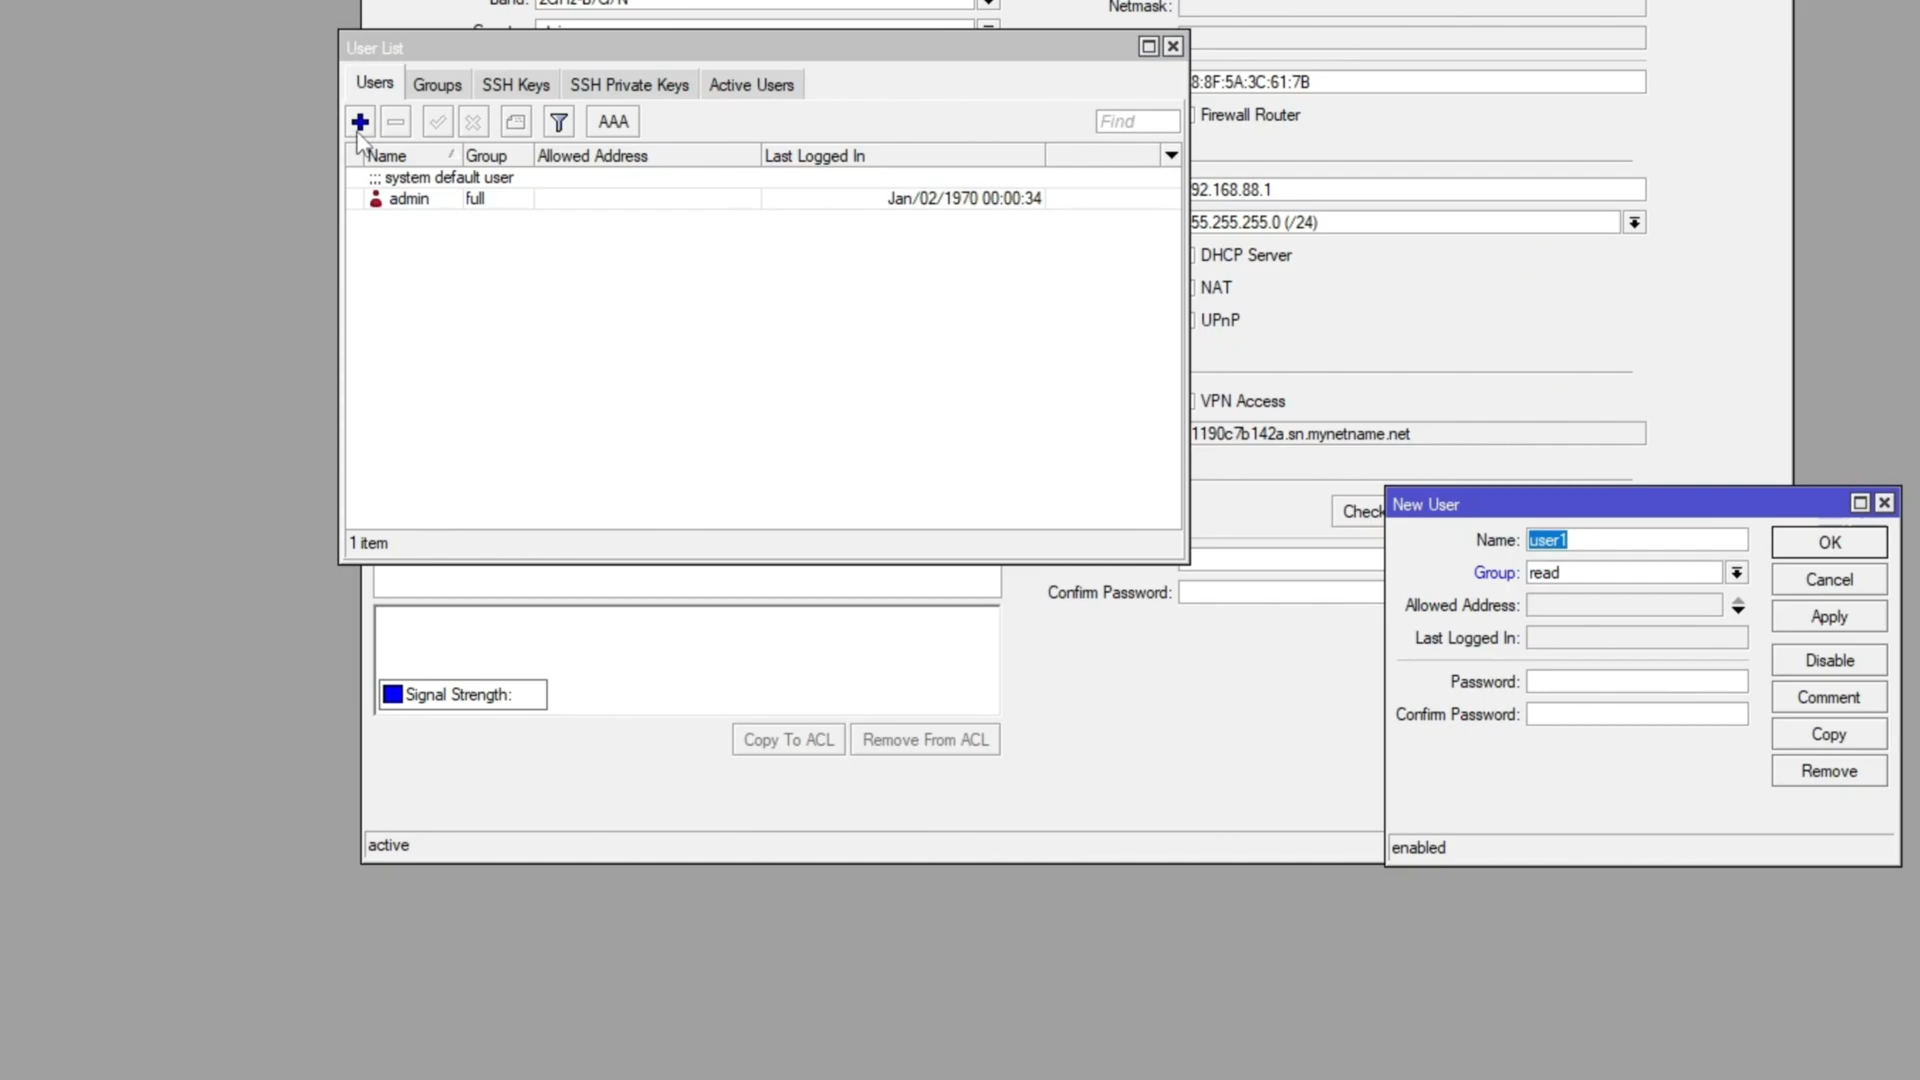 Band: 2GHz-B/G/N
Netmask:
User List
Users Groups SSH Keys SSH Private Keys Active Users
AAA Find
Name Group Allowed Address Last Logged In
::: system default user
admin full Jan/02/1970 00:00:34
1 item
8:8F:5A:3C:61:7B
Firewall Router
92.168.88.1
55.255.255.0 (/24)
DHCP Server
NAT
UPnP
VPN Access
1190c7b142a.sn.mynetname.net
Check
Confirm Password:
Signal Strength:
Copy To ACL Remove From ACL
active
New User
Name: user1 OK
Group: read Cancel
Allowed Address: Apply
Last Logged In:
Disable
Password:
Comment
Confirm Password:
Copy
Remove
enabled